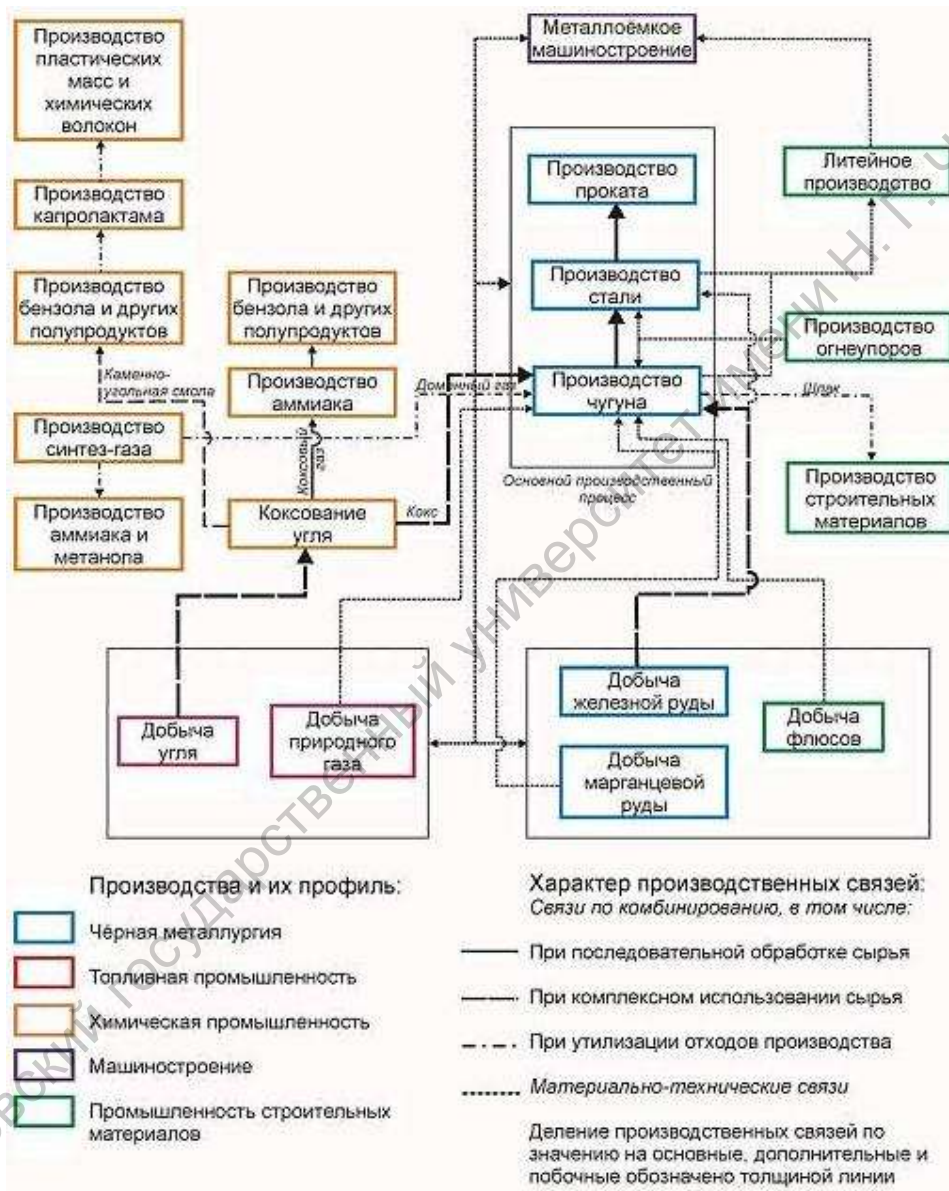 Производство
пластических
масс и
химических
волокон
Металлоёмкое
машиностроение
Производство
проката
Литейное
производство
Производство
капролактама
Производство
бензола и других
полупродуктов
Производство
бензола и других
полупродуктов
Производство
стали
Производство
огнеупоров
Каменно-
угольная смола
Производство
аммиака
Доменный газ
Производство
чугуна
Шлак
Производство
синтез-газа
Коксовый
газ
Основной производственный
процесс
Производство
строительных
материалов
Производство
аммиака и
метанола
Коксование
угля
Кокс
Добыча
угля
Добыча
природного
газа
Добыча
железной руды
Добыча
флюсов
Добыча
марганцевой
руды
Производства и их профиль:
Чёрная металлургия
Топливная промышленность
Химическая промышленность
Машиностроение
Промышленность строительных
материалов
Характер производственных связей:
Связи по комбинированию, в том числе:
При последовательной обработке сырья
При комплексном использовании сырья
При утилизации отходов производства
Материально-технические связи
Деление производственных связей по
значению на основные, дополнительные и
побочные обозначено толщиной линии
государственный университет имени Н. Г.